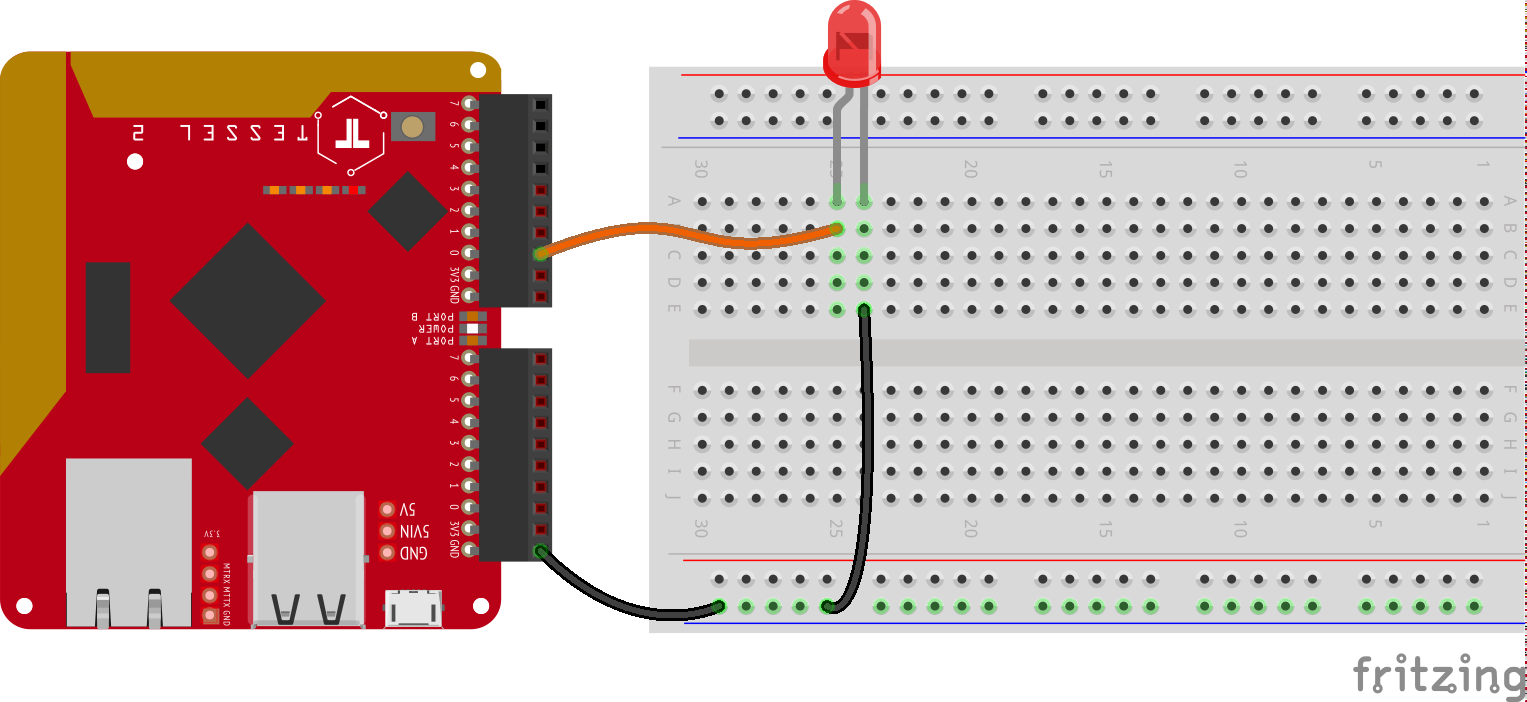 TESSEL 2
7
6
5
4
3
2
1
0
3V3
GND
PORT B
POWER
PORT A
7
6
5
4
3
2
1
0
3V3
GND
5V
5VIN
GND
3.3V
MTRX MTTX GND
30 25 20 15 10 5 1
A A
B B
C C
D D
E E
F F
G G
H H
I I
J J
30 25 20 15 10 5 1
fritzing